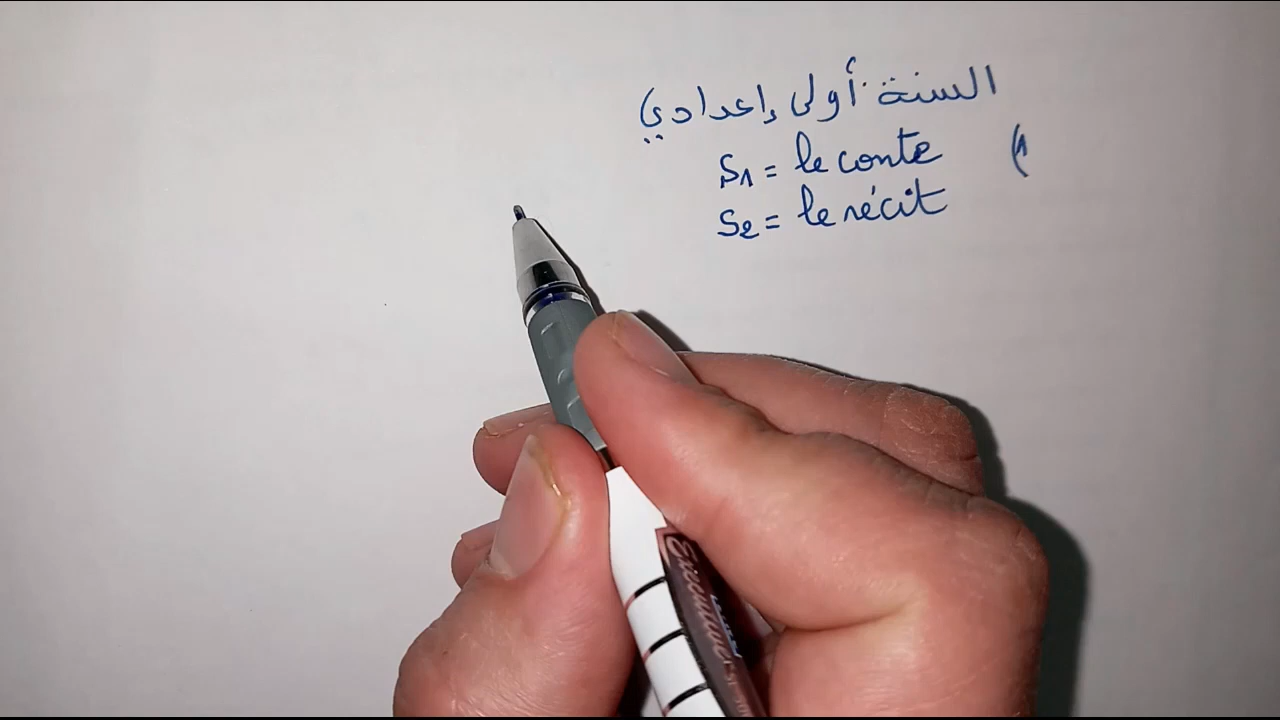 السنة أولى إعدادي
S1 = le conte
S2 = le récit